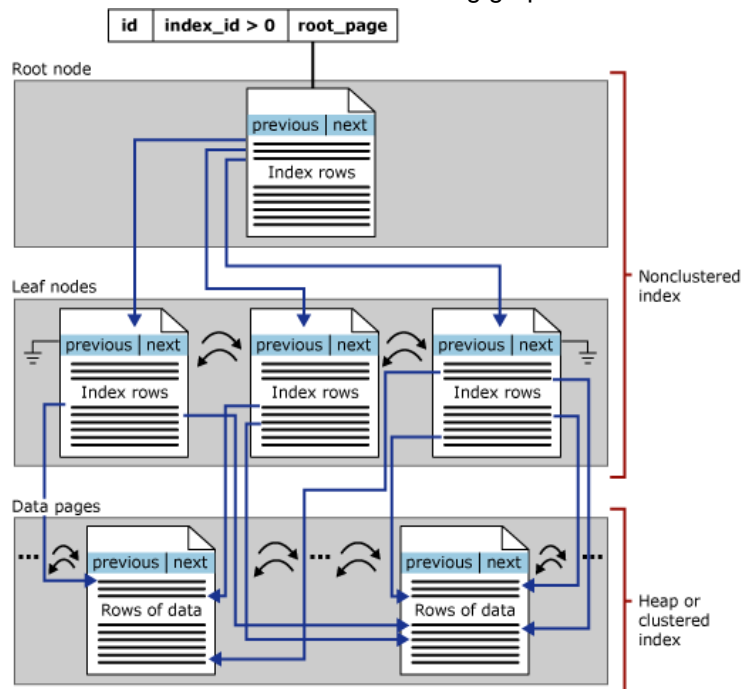 id index_id > 0 root_page
Root node
previous next
Index rows
Nonclustered
index
Leaf nodes
previous next previous next previous next
Index rows Index rows Index rows
Data pages
... ... ...
previous next previous next
Rows of data Rows of data
Heap or
clustered
index